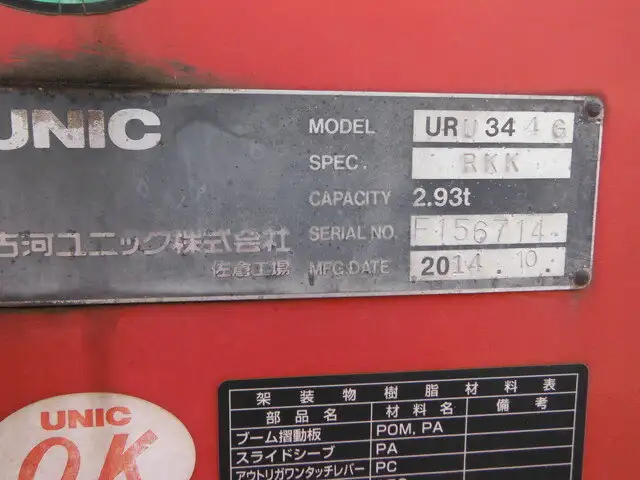 UNIC
MODEL URU344G
SPEC. RKK
CAPACITY 2.93t
古河ユニック株式会社
佐倉工場
SERIAL NO. F156714
MFG.DATE 2014.10.
UNIC
OK
架装物樹脂材料表
部品名 材料名 備考
ブーム摺動板 POM, PA
スライドシーブ PA
アウトリガワンタッチレバー PC